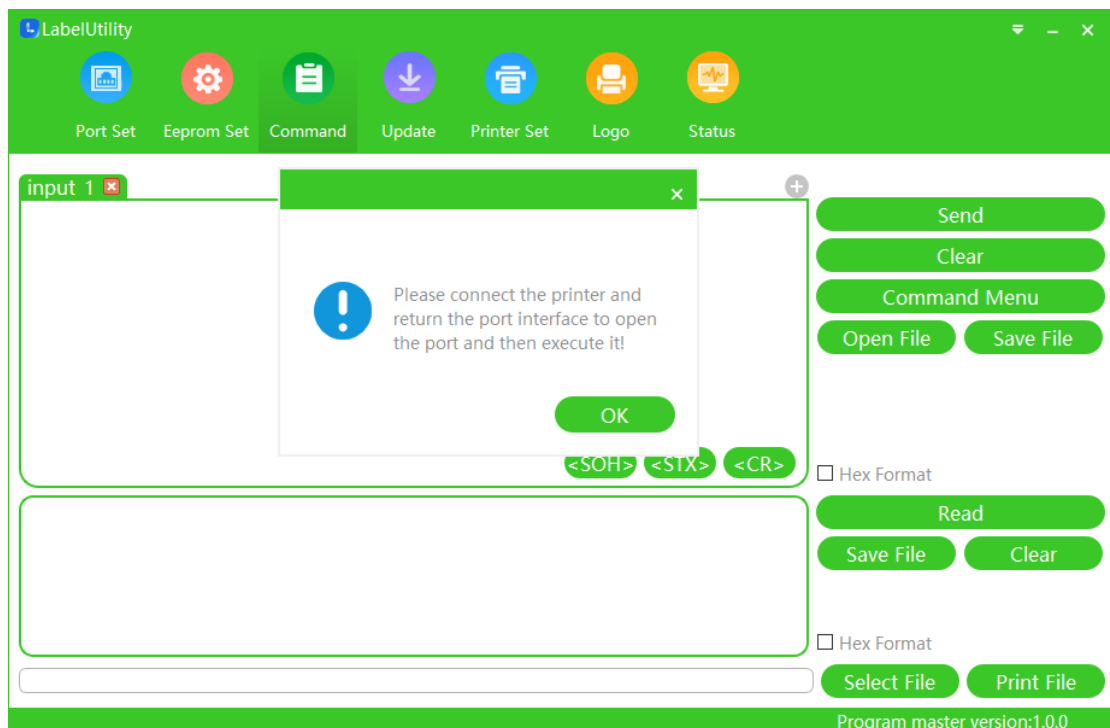 LabelUtility
Port Set
Eeprom Set
Command
Update
Printer Set
Logo
Status
input 1
Please connect the printer and
return the port interface to open
the port and then execute it!
OK
<SOH>
<STX>
<CR>
Send
Clear
Command Menu
Open File
Save File
Hex Format
Read
Save File
Clear
Hex Format
Select File
Print File
Program master version:1.0.0